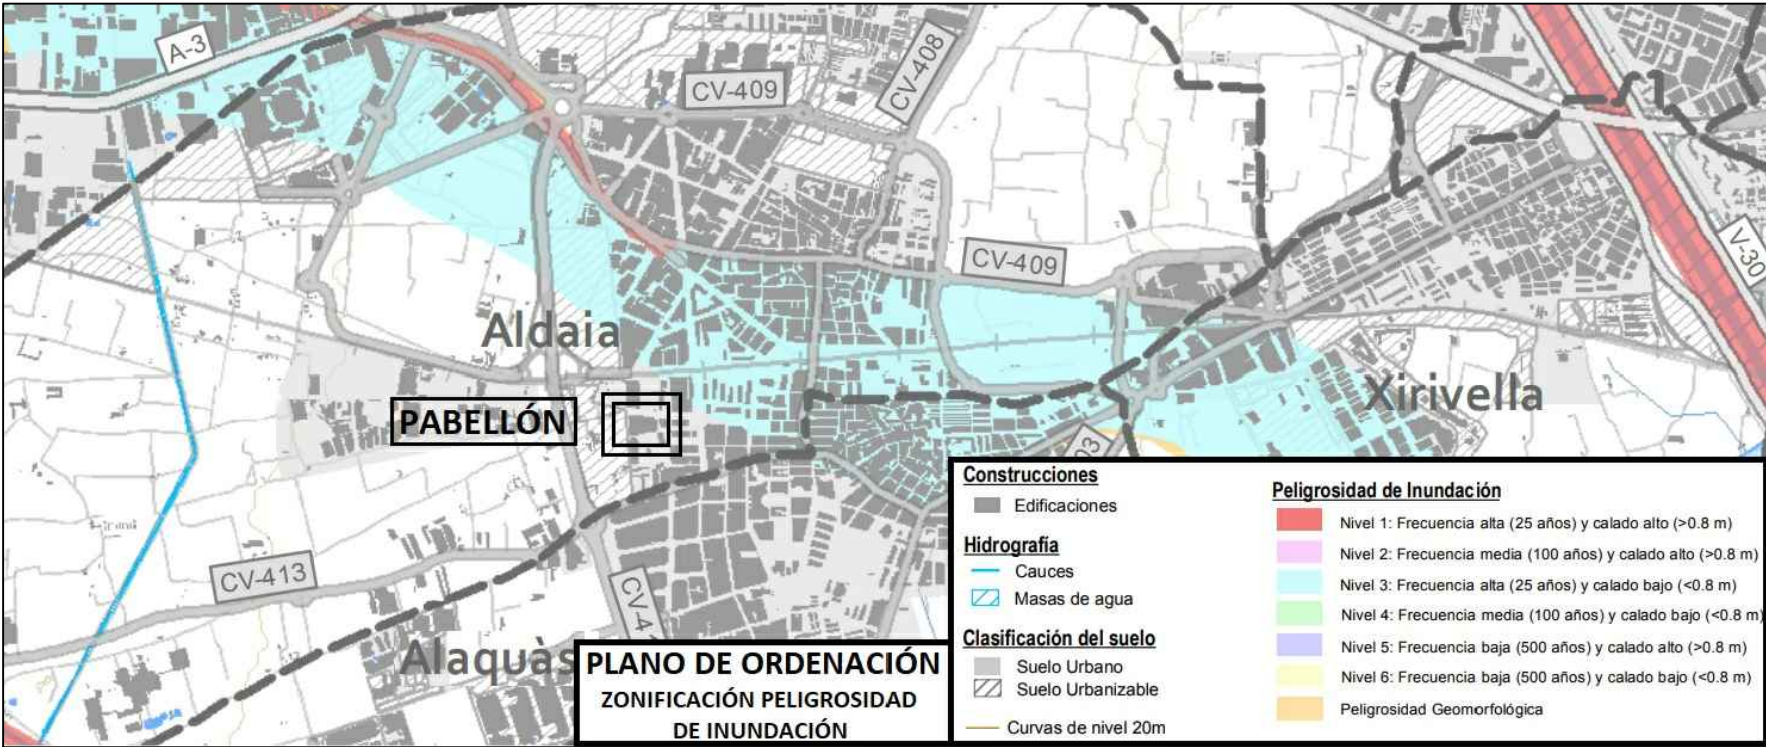 A-3
CV-409
CV-408
CV-409
V-30
Aldaia
Xirivella
PABELLÓN
03
CV-413
CV-4
Alaquàs
PLANO DE ORDENACIÓN
ZONIFICACIÓN PELIGROSIDAD
DE INUNDACIÓN
Construcciones
Edificaciones
Hidrografía
Cauces
Masas de agua
Clasificación del suelo
Suelo Urbano
Suelo Urbanizable
Curvas de nivel 20m
Peligrosidad de Inundación
Nivel 1: Frecuencia alta (25 años) y calado alto (>0.8 m)
Nivel 2: Frecuencia media (100 años) y calado alto (>0.8 m)
Nivel 3: Frecuencia alta (25 años) y calado bajo (<0.8 m)
Nivel 4: Frecuencia media (100 años) y calado bajo (<0.8 m)
Nivel 5: Frecuencia baja (500 años) y calado alto (>0.8 m)
Nivel 6: Frecuencia baja (500 años) y calado bajo (<0.8 m)
Peligrosidad Geomorfológica